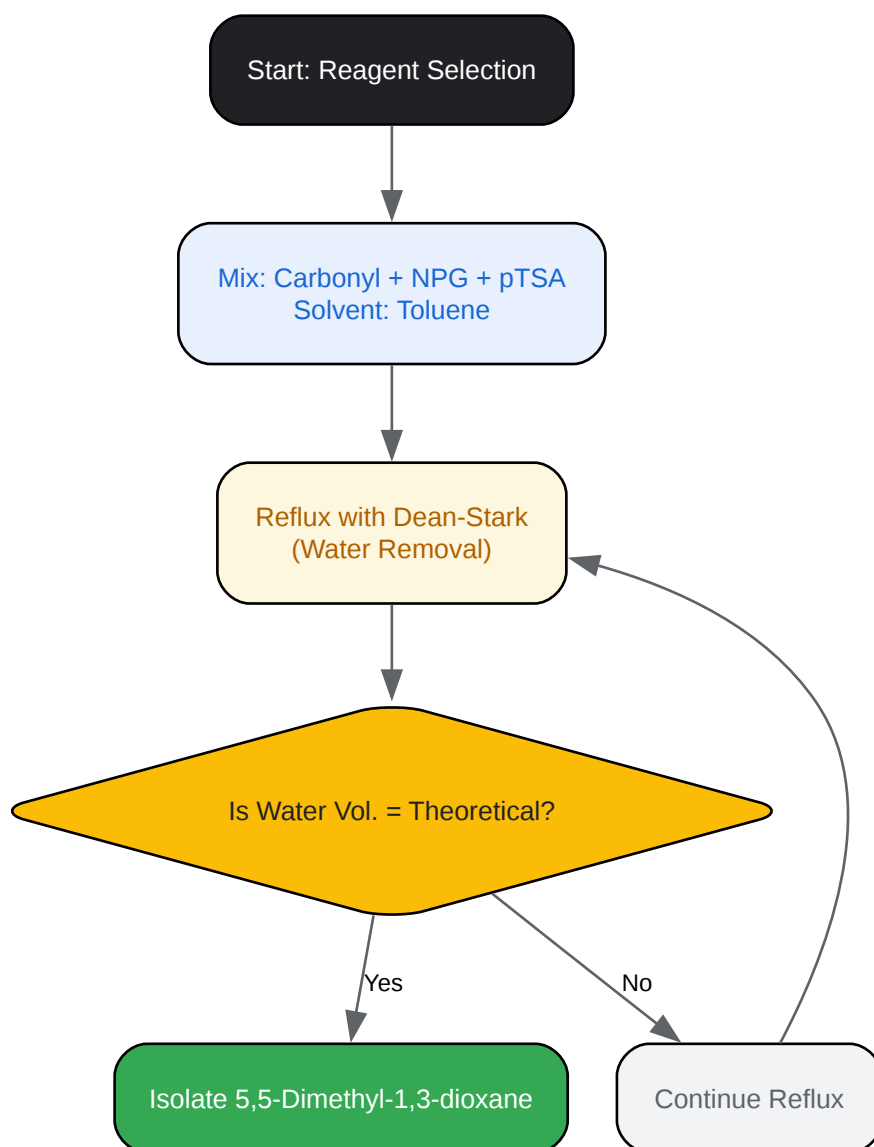 Start: Reagent Selection
Mix: Carbonyl + NPG + pTSA
Solvent: Toluene
Reflux with Dean-Stark
(Water Removal)
Is Water Vol. = Theoretical?
Yes
No
Isolate 5,5-Dimethyl-1,3-dioxane
Continue Reflux